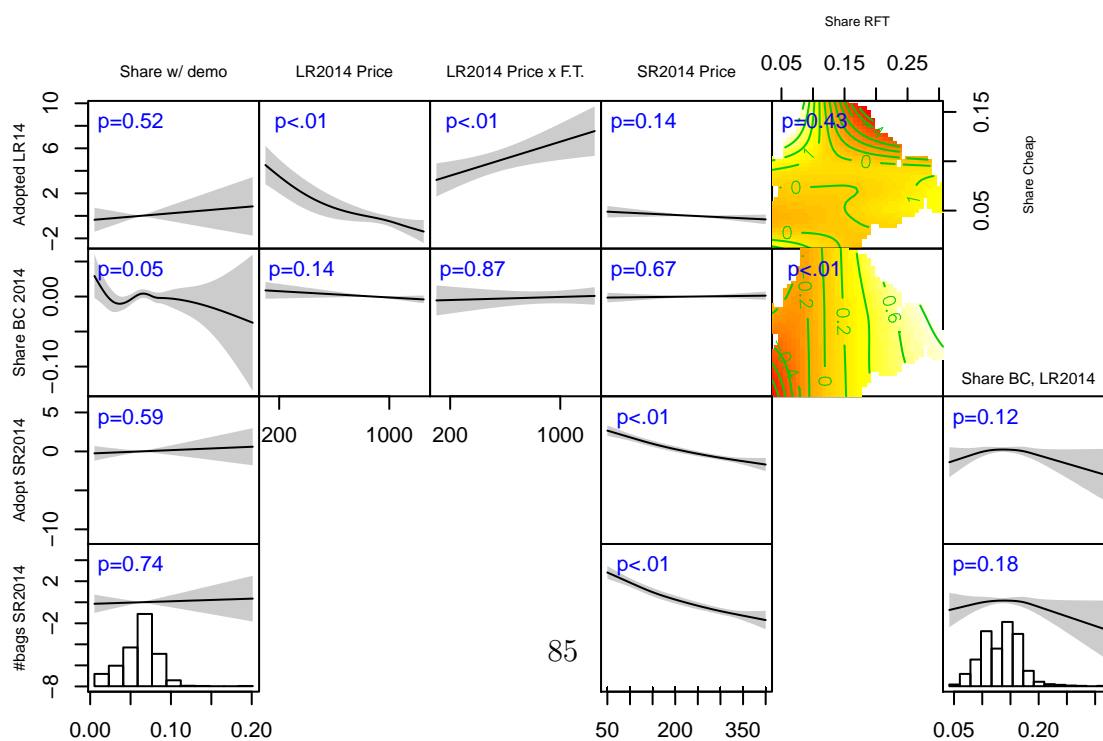 Share RFT
Share w/ demo LR2014 Price LR2014 Price x F.T. SR2014 Price 0.05 0.15 0.25
Adopted LR14 10 6 2 -2 p=0.52 p<.01 p<.01 p=0.14 p=0.43 0.15 0.05 Share Cheap
0 0 0 1 1
Share BC 2014 0.00 -0.10 p=0.05 p=0.14 p=0.87 p=0.67 p<.01
0.2 0.2 0.6 0 0.4
Share BC, LR2014
Adopt SR2014 5 0 -10 p=0.59 200 1000 200 1000 p<.01 p=0.12
#bags SR2014 2 -2 -8 p=0.74 p<.01 p=0.18
85
0.00 0.10 0.20 50 200 350 0.05 0.20